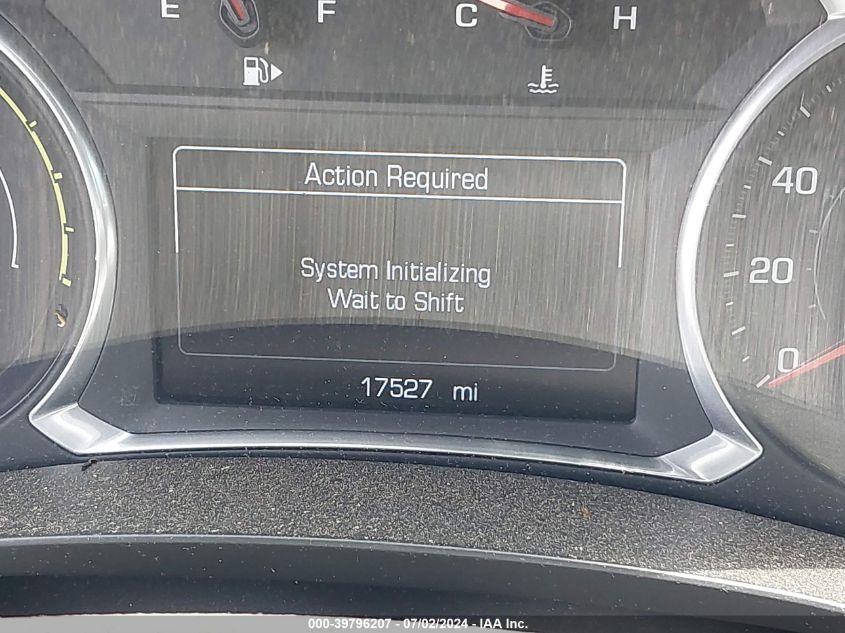 E F C H
Action Required
System Initializing
Wait to Shift
17527 mi
40
20
0
000-39796207 - 07/02/2024 - IAA Inc.